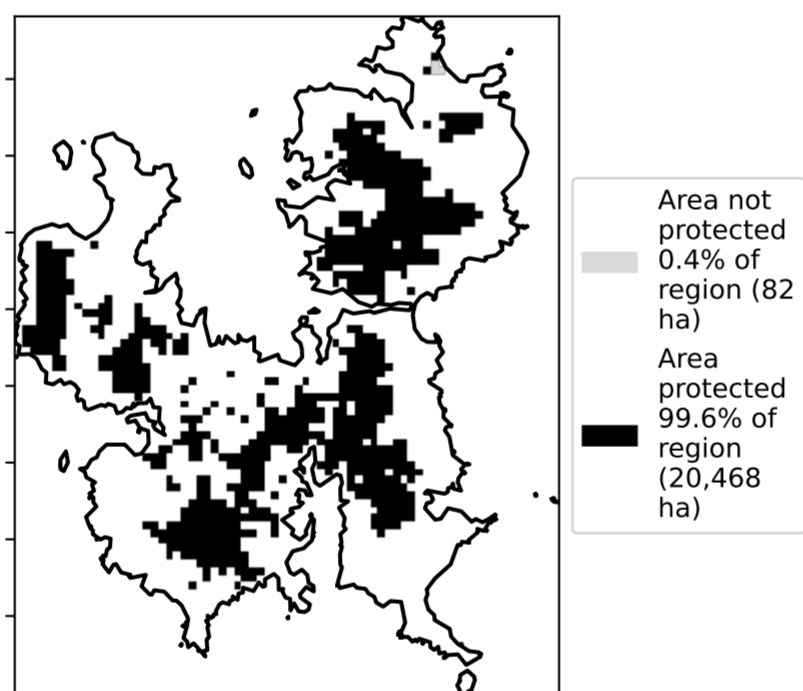 Area not
protected
0.4% of
region (82
ha)
Area
protected
99.6% of
region
(20,468
ha)